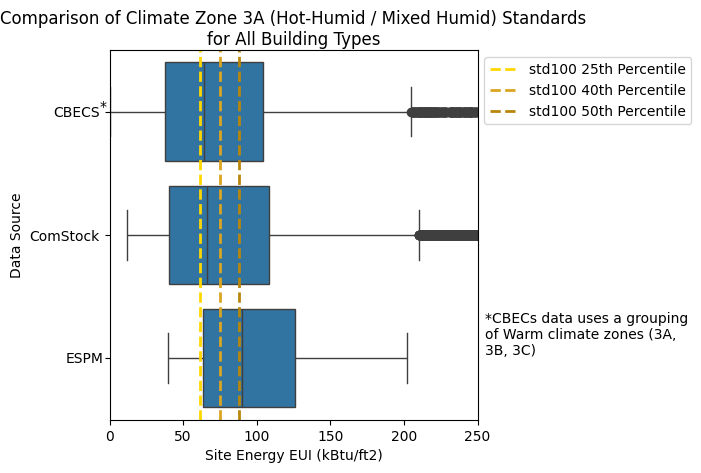 Comparison of Climate Zone 3A (Hot-Humid / Mixed Humid) Standards
for All Building Types
std100 25th Percentile
std100 40th Percentile
std100 50th Percentile
CBECS*
ComStock
ESPM
Data Source
*CBECs data uses a grouping
of Warm climate zones (3A,
3B, 3C)
0 50 100 150 200 250
Site Energy EUI (kBtu/ft2)